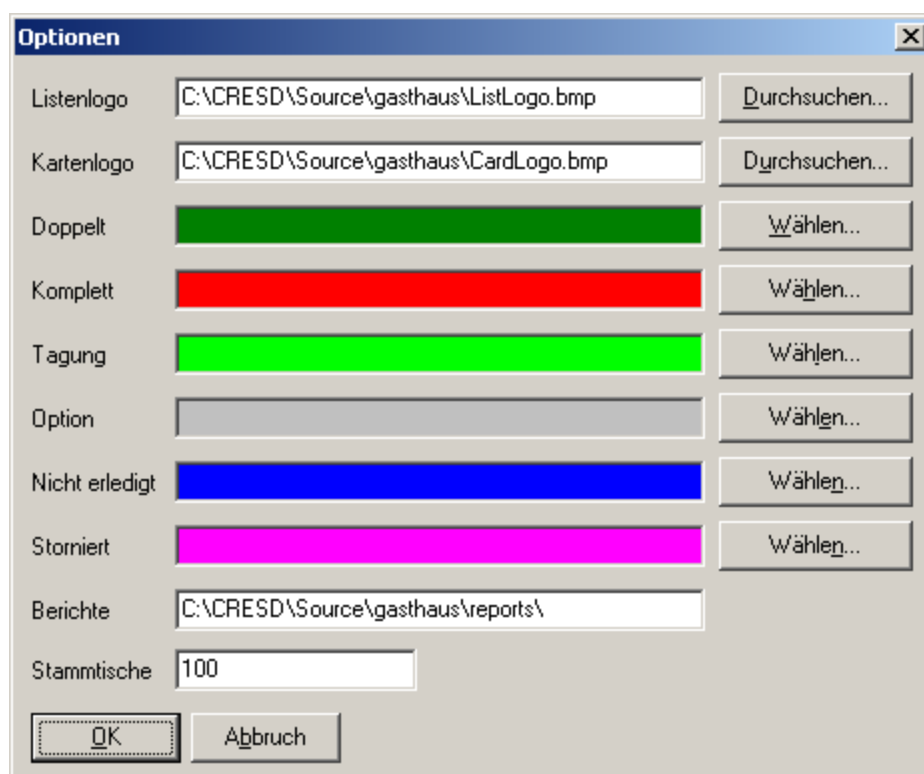 Optionen
Listenlogo C:\CRESD\Source\gasthaus\ListLogo.bmp Durchsuchen...
Kartenlogo C:\CRESD\Source\gasthaus\CardLogo.bmp Durchsuchen...
Doppelt Wählen...
Komplett Wählen...
Tagung Wählen...
Option Wählen...
Nicht erledigt Wählen...
Storniert Wählen...
Berichte C:\CRESD\Source\gasthaus\reports\
Stammtische 100
OK Abbruch